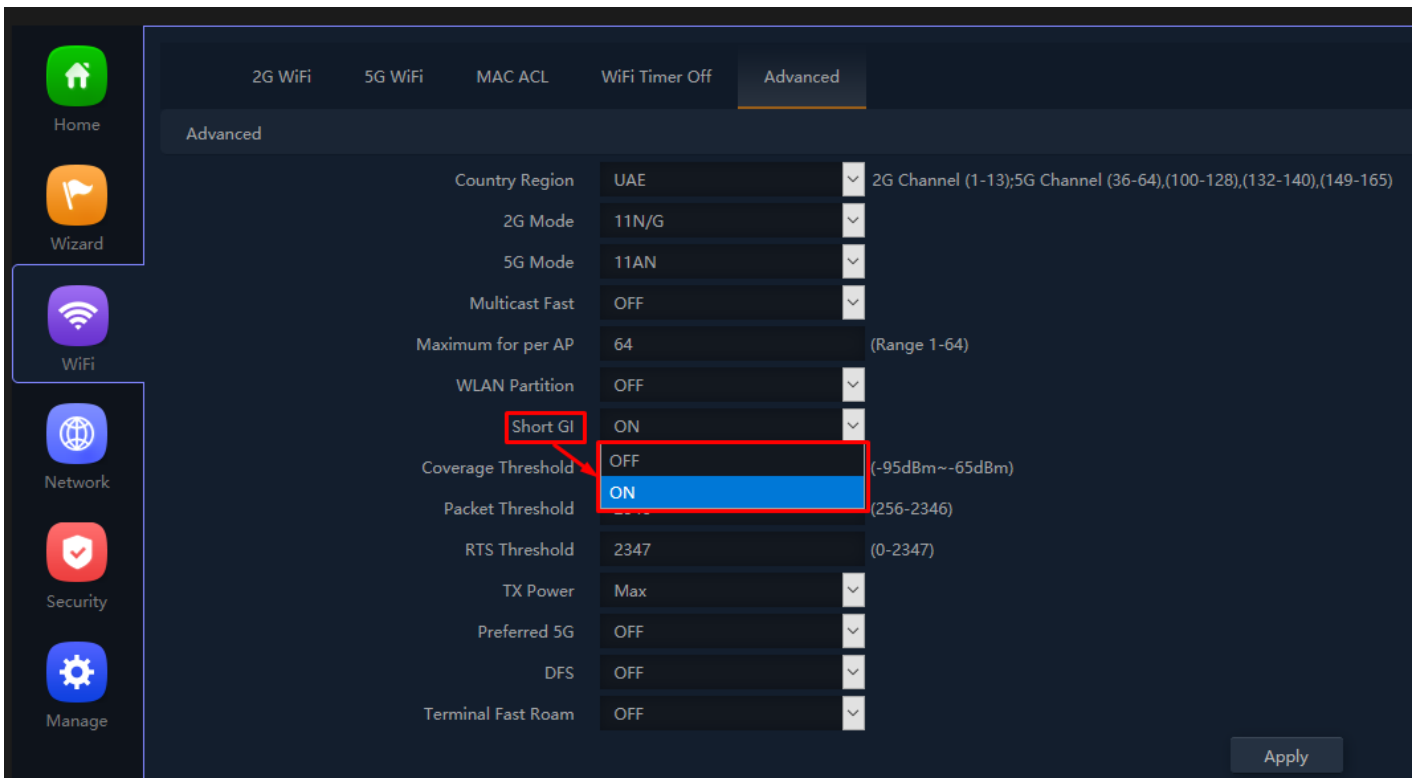 2G WiFi 5G WiFi MAC ACL WiFi Timer Off Advanced
Home
Advanced
Country Region UAE 2G Channel (1-13);5G Channel (36-64),(100-128),(132-140),(149-165)
Wizard
2G Mode 11N/G
5G Mode 11AN
Multicast Fast OFF
WiFi
Maximum for per AP 64 (Range 1-64)
WLAN Partition OFF
Short GI ON
OFF
ON
Network
Coverage Threshold (-95dBm~-65dBm)
Packet Threshold (256-2346)
RTS Threshold 2347 (0-2347)
Security
TX Power Max
Preferred 5G OFF
DFS OFF
Manage
Terminal Fast Roam OFF
Apply